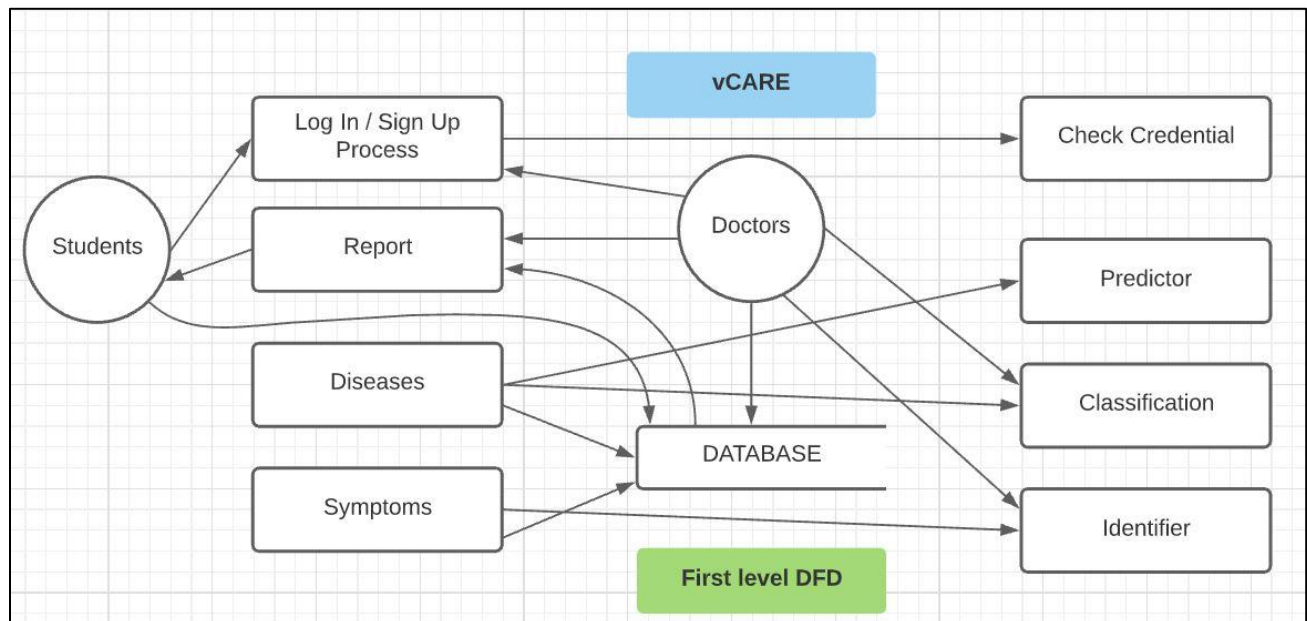 vCARE
Log In / Sign Up
Process
Check Credential
Students
Report
Doctors
Predictor
Diseases
Classification
DATABASE
Symptoms
Identifier
First level DFD